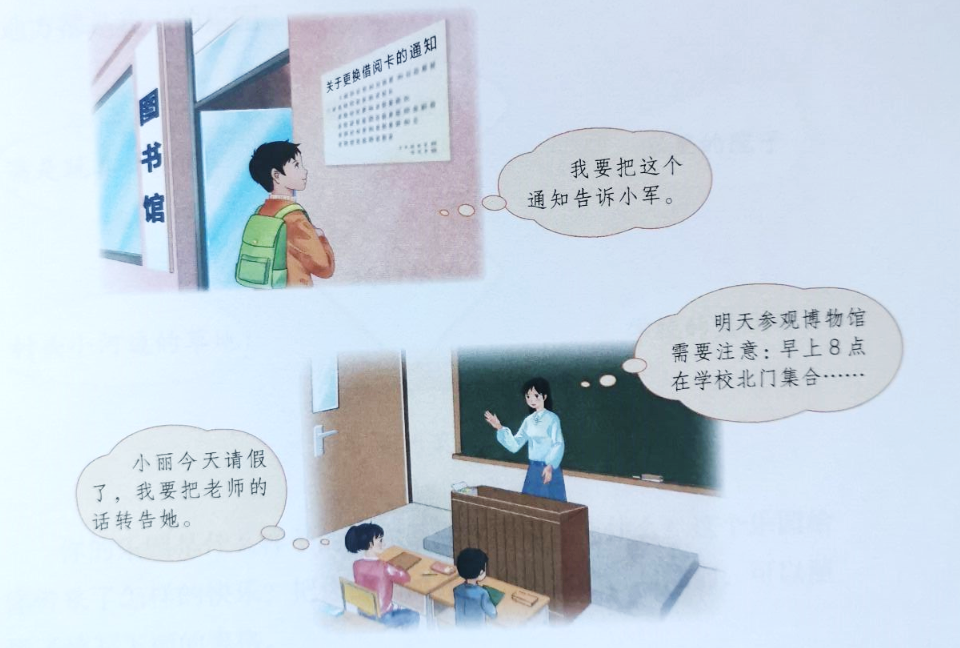 图书馆
关于更换借阅卡的通知
我要把这个
通知告诉小军。
明天参观博物馆
需要注意：早上8点
在学校北门集合……
小丽今天请假
了，我要把老师的
话转告她。